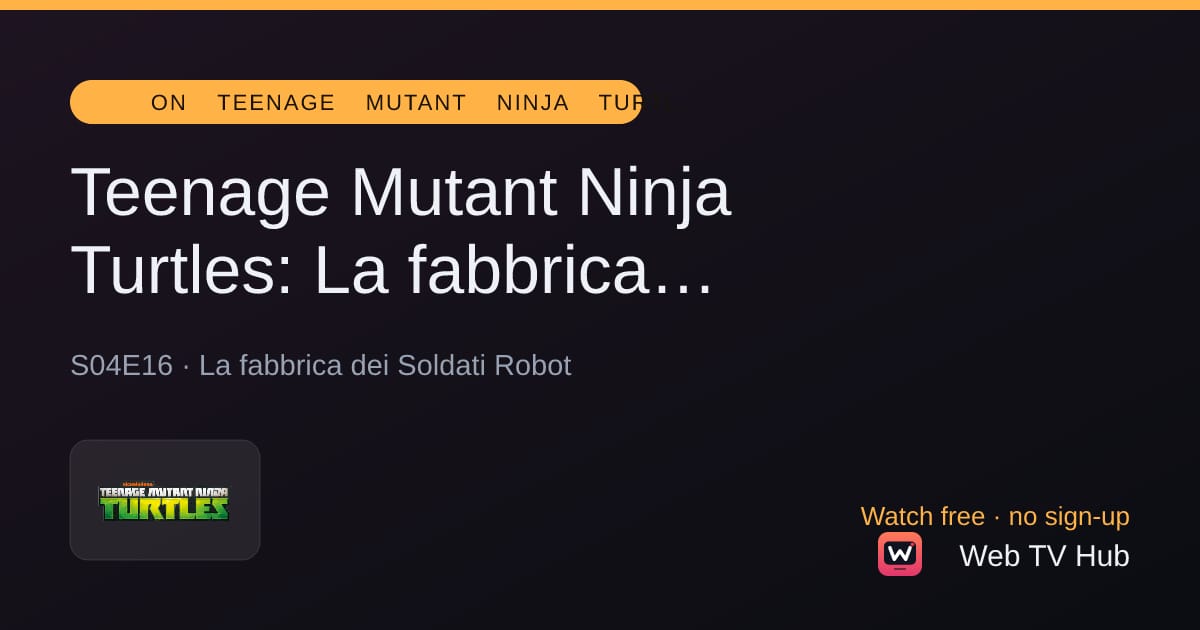 ON TEENAGE MUTANT NINJA
Teenage Mutant Ninja
Turtles: La fabbrica…
S04E16 · La fabbrica dei Soldati Robot
nickelodeon
TEENAGE MUTANT NINJA
TURTLES
Watch free · no sign-up
W
Web TV Hub